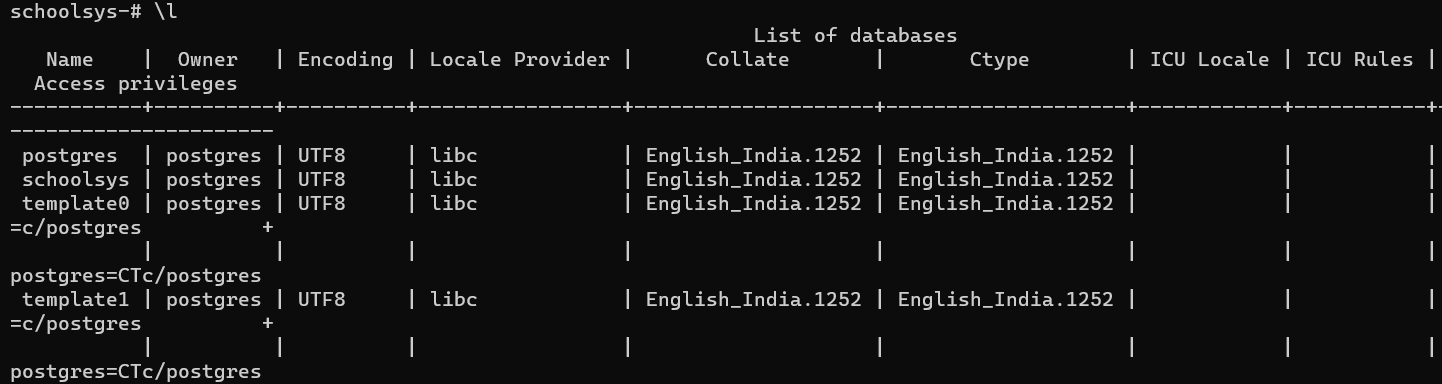 schoolsys-# \l
                                                              List of databases
   Name    |  Owner   | Encoding | Locale Provider |      Collate       |       Ctype        | ICU Locale | ICU Rules |
  Access privileges
-----------+----------+----------+-----------------+--------------------+--------------------+------------+-----------+-
----------------------
 postgres  | postgres | UTF8     | libc            | English_India.1252 | English_India.1252 |            |           |
 schoolsys | postgres | UTF8     | libc            | English_India.1252 | English_India.1252 |            |           |
 template0 | postgres | UTF8     | libc            | English_India.1252 | English_India.1252 |            |           |
=c/postgres          +
           |          |          |                 |                    |                    |            |           |
postgres=CTc/postgres
 template1 | postgres | UTF8     | libc            | English_India.1252 | English_India.1252 |            |           |
=c/postgres          +
           |          |          |                 |                    |                    |            |           |
postgres=CTc/postgres